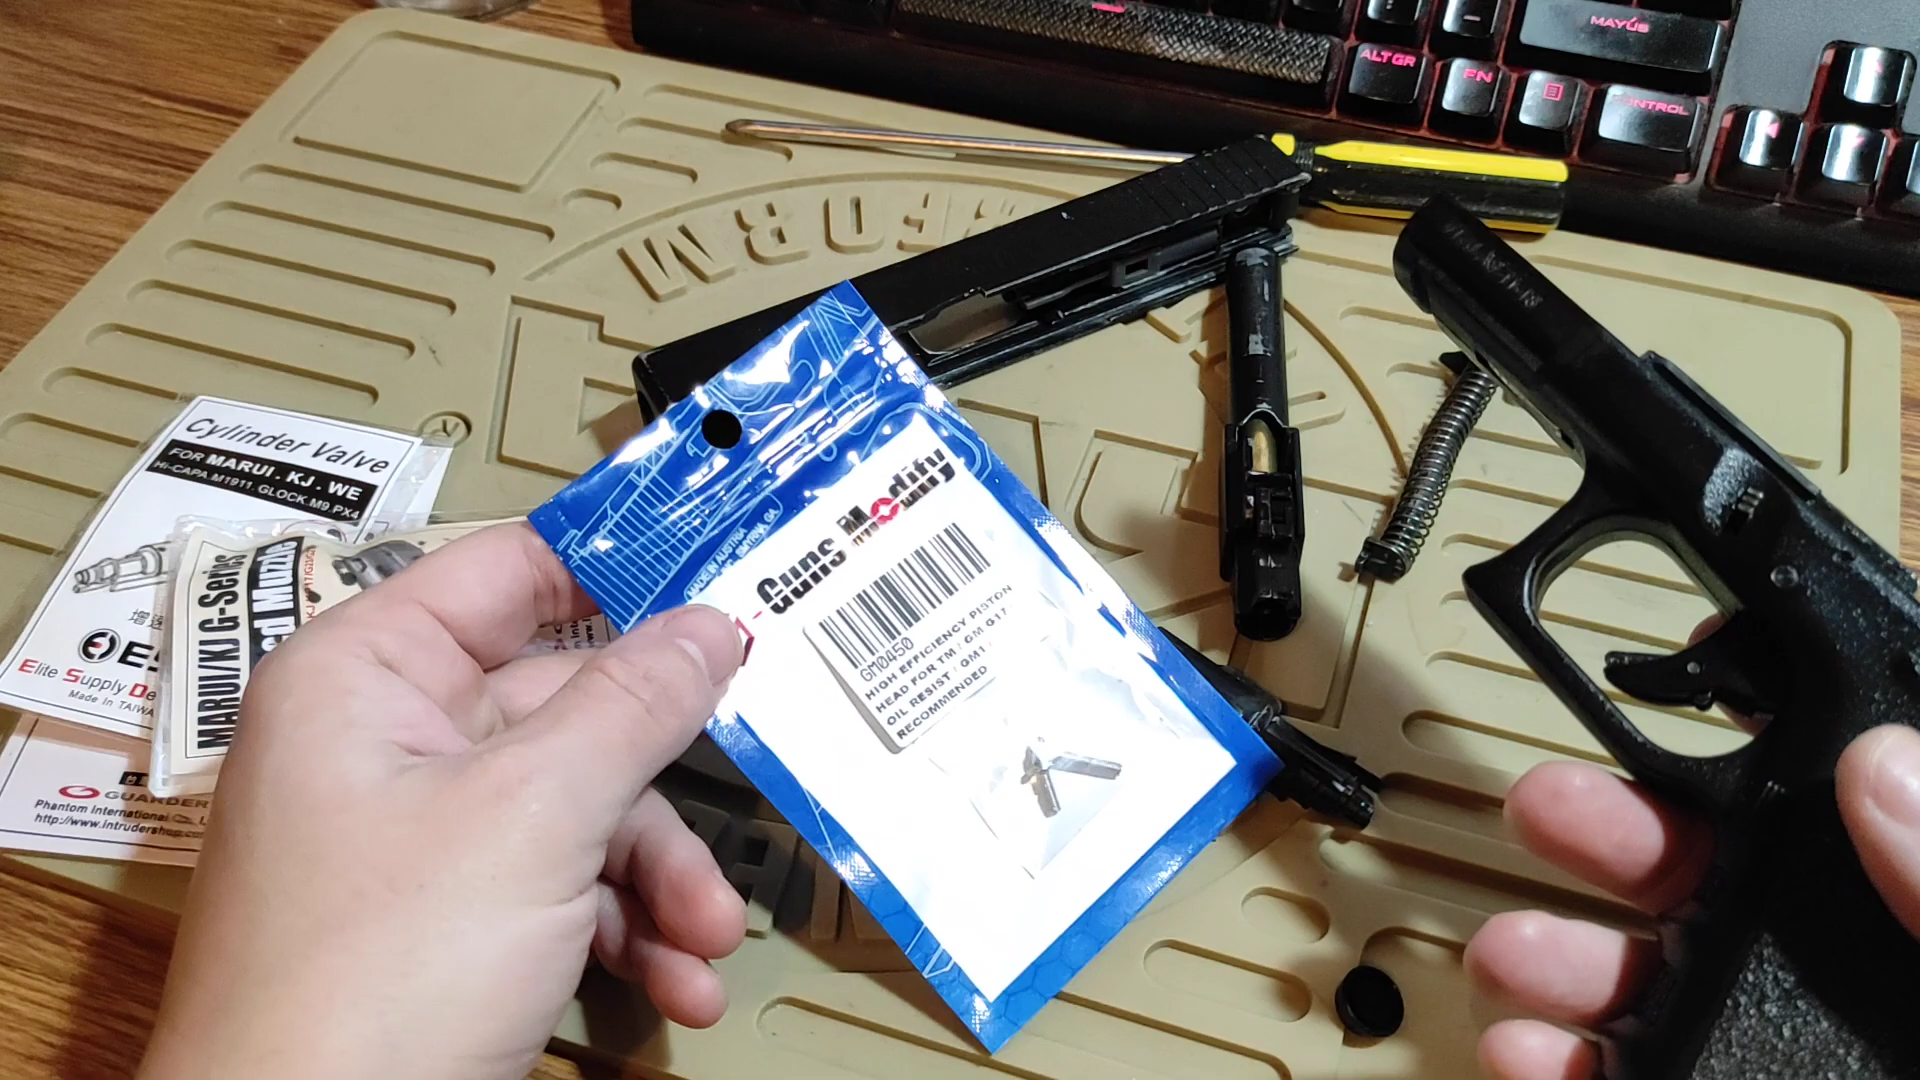 MAYÚS
ALT GR
FN
CONTROL
Cylinder Valve
FOR MARUI. KJ. WE
Hi-CAPA.M1911.GLOCK.M9.PX4
Elite Supply De
Made In TAIWA
MARUI/KJ G-Series
GUARDER
Phantom International
http://www.intrudershop.co
MADE IN AUSTRIA
SMYRNA, GA.
Guns Modify
GM0450
HIGH EFFICIENCY PISTON
HEAD FOR TM / GM G17
OIL RESIST / GM1
RECOMMENDED